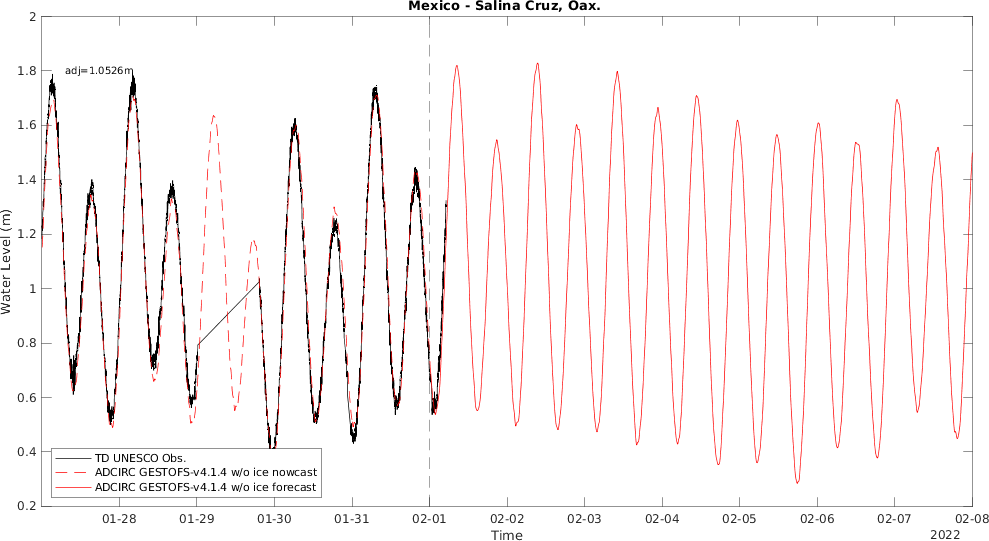 Mexico - Salina Cruz, Oax.
adj=1.0526m
Water Level (m)
2
1.8
1.6
1.4
1.2
1
0.8
0.6
0.4
0.2
TD UNESCO Obs.
ADCIRC GESTOFS-v4.1.4 w/o ice nowcast
ADCIRC GESTOFS-v4.1.4 w/o ice forecast
01-28 01-29 01-30 01-31 02-01 02-02 02-03 02-04 02-05 02-06 02-07 02-08
Time
2022